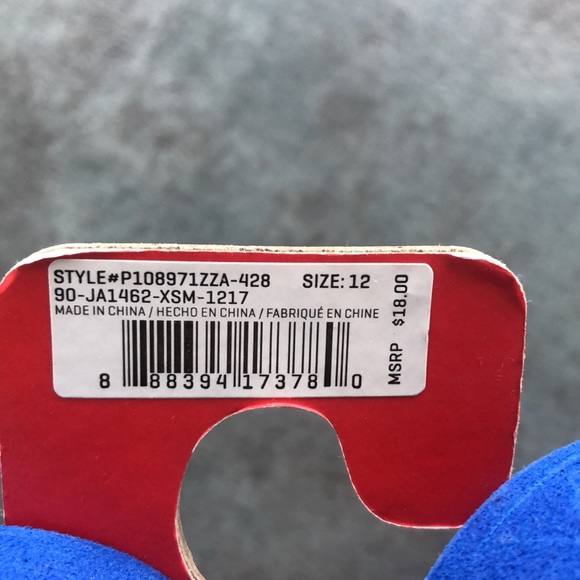 STYLE#P108971ZZA-428 SIZE: 12
90-JA1462-XSM-1217
MADE IN CHINA / HECHO EN CHINA / FABRIQUÉ EN CHINE
8 88394 17378 0
MSRP $18.00